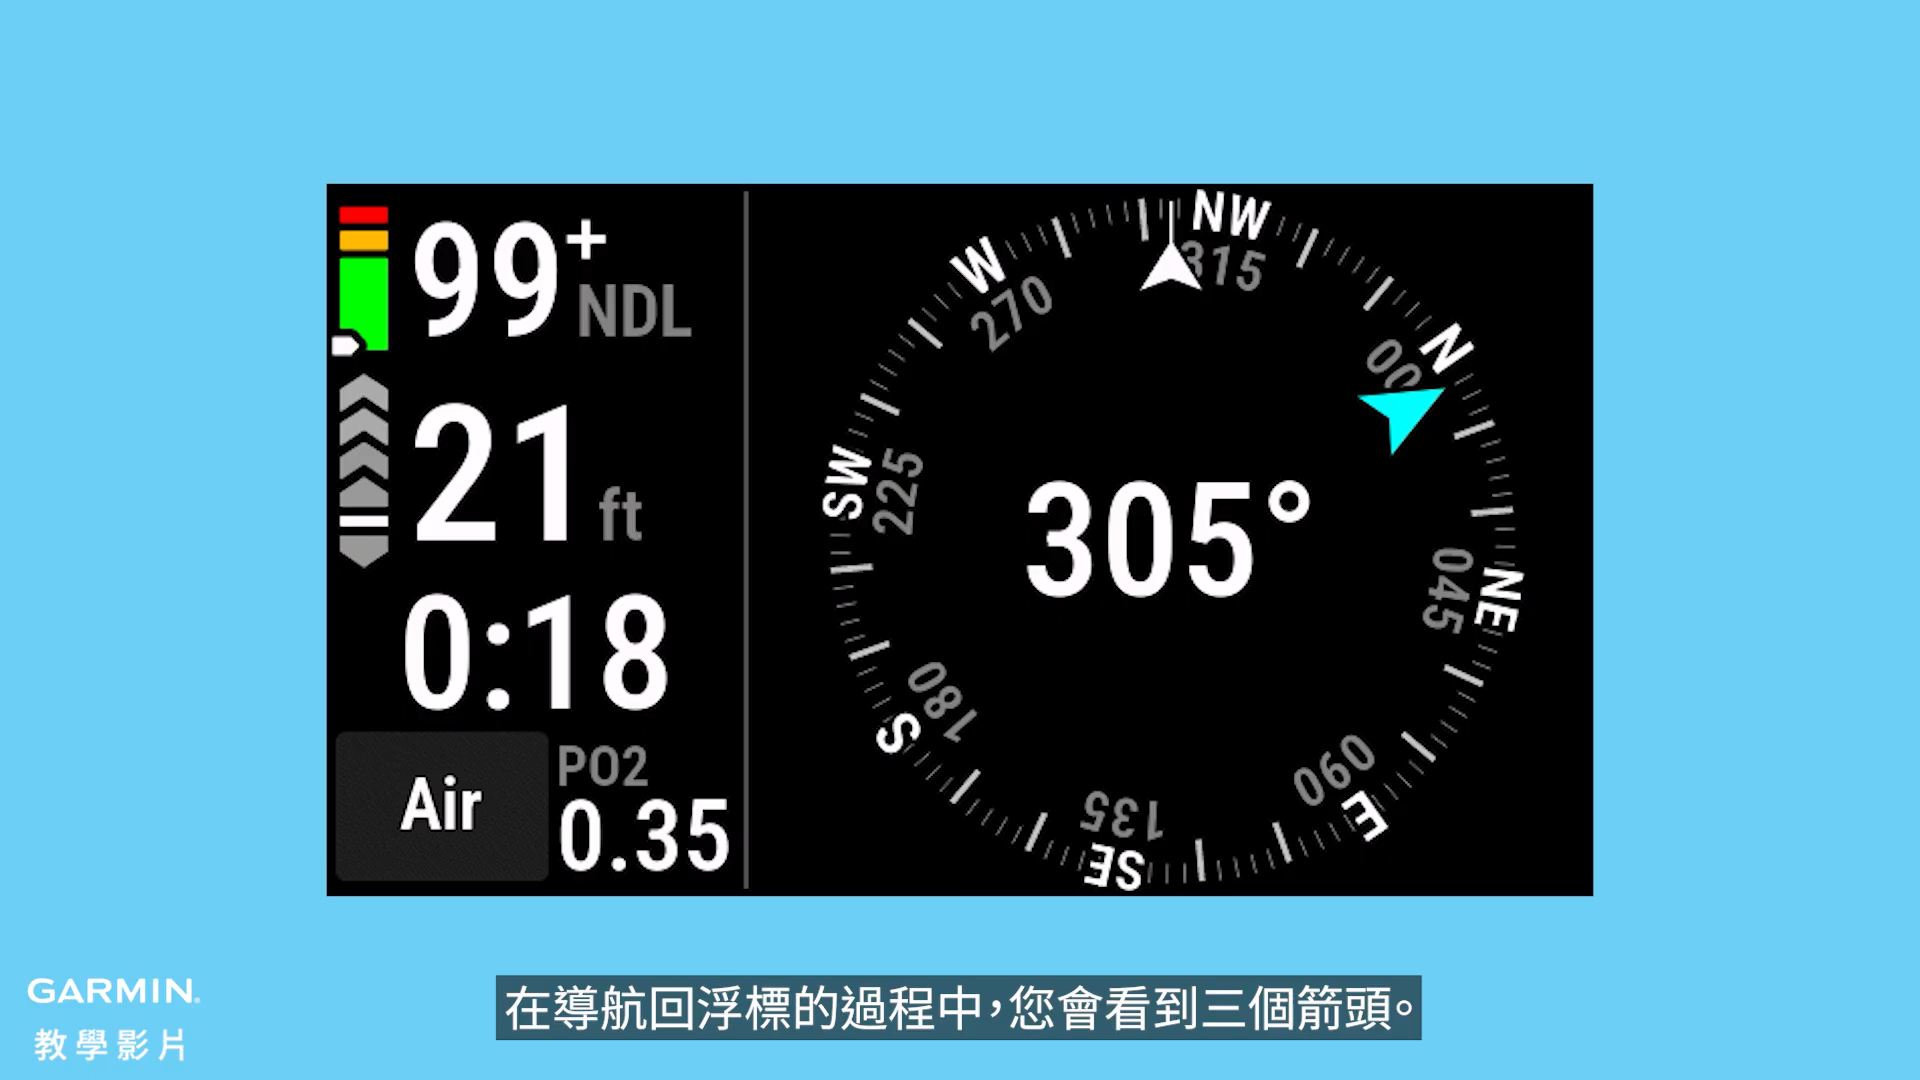 99+
NDL
21 ft
0:18
Air
PO2
0.35
NW
315
W
270
N
00
SW
225
305°
045
NE
180
S
090
E
135
SE
GARMIN.
教學影片
在導航回浮標的過程中,您會看到三個箭頭。